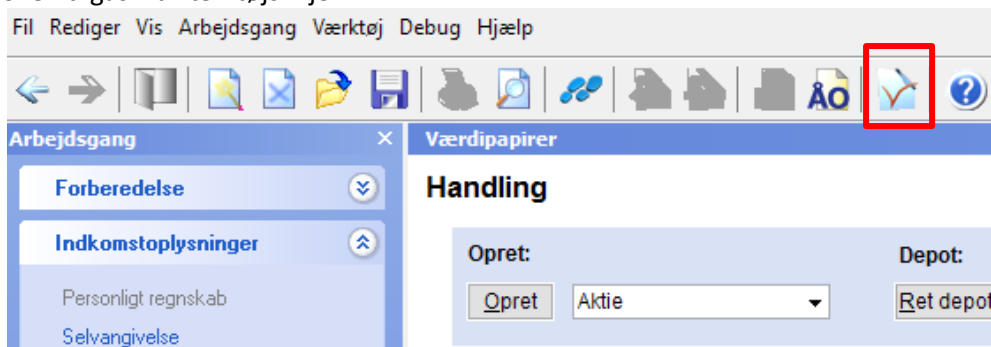 Fil Rediger Vis Arbejdsgang Værktøj Debug Hjælp
ÅO
Arbejdsgang
Værdipapirer
Forberedelse
Handling
Indkomstoplysninger
Opret:
Depot:
Personligt regnskab
Opret
Aktie
Ret depot
Selvangivelse